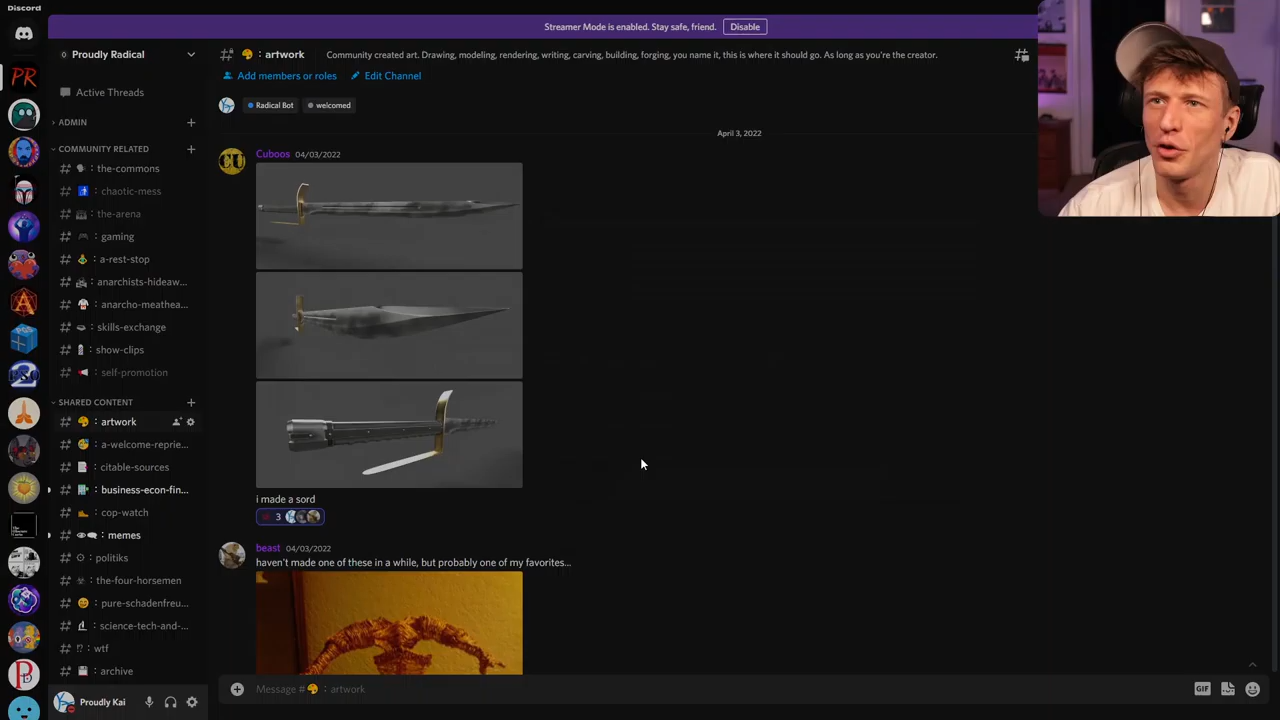 Discord
Streamer Mode is enabled. Stay safe, friend.
Disable
Proudly Radical
Active Threads
ADMIN
COMMUNITY RELATED
the-commons
chaotic-mess
the-arena
gaming
a-rest-stop
anarchists-hideaw...
anarcho-meathea...
skills-exchange
show-clips
self-promotion
SHARED CONTENT
artwork
a-welcome-reprie...
citable-sources
business-econ-fin...
cop-watch
memes
politiks
the-four-horsemen
pure-schadenfreu...
science-tech-and-...
wtf
archive
Proudly Kai
artwork
Community created art. Drawing, modeling, rendering, writing, carving, building, forging, you name it, this is where it should go. As long as you're the creator.
Add members or roles
Edit Channel
Radical Bot
welcomed
April 3, 2022
Cuboos 04/03/2022
i made a sord
3
beast 04/03/2022
haven't made one of these in a while, but probably one of my favorites...
Message # : artwork
GIF